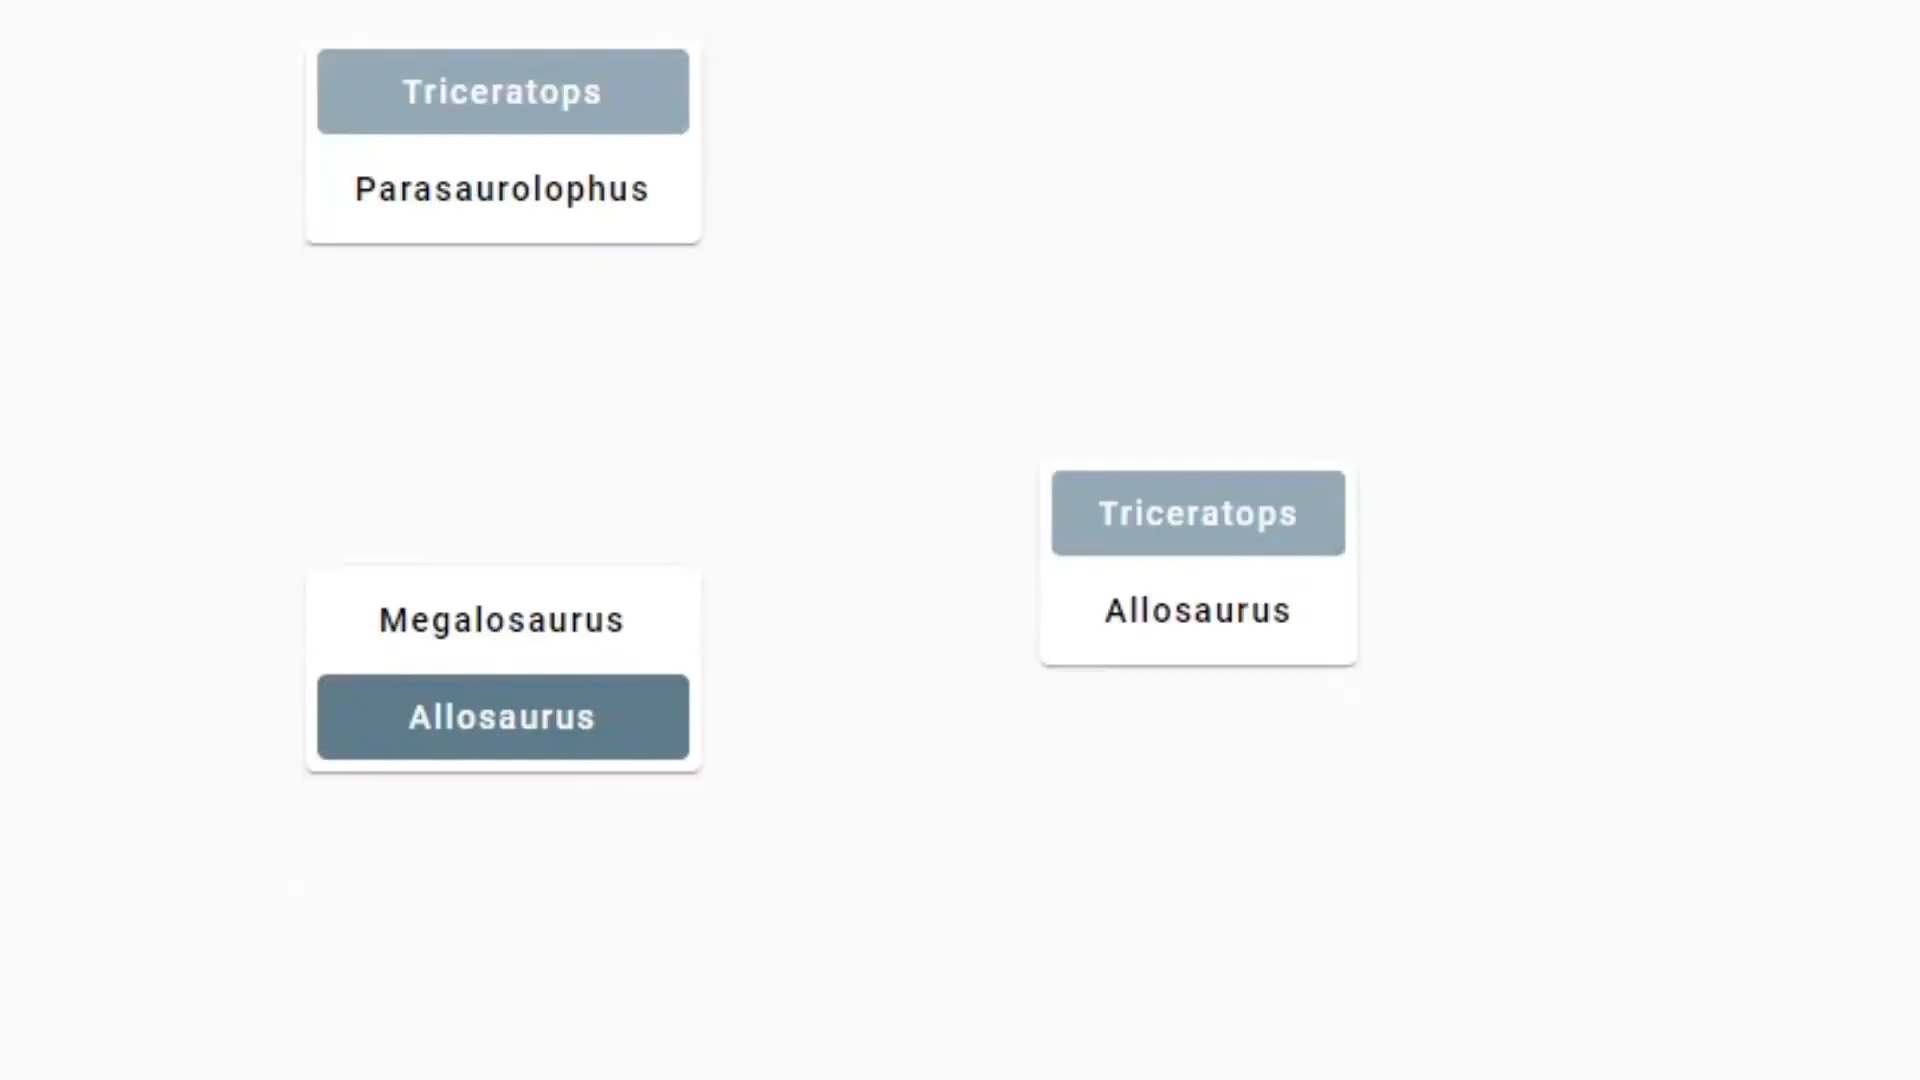 Triceratops
Parasaurolophus
Megalosaurus
Allosaurus
Triceratops
Allosaurus